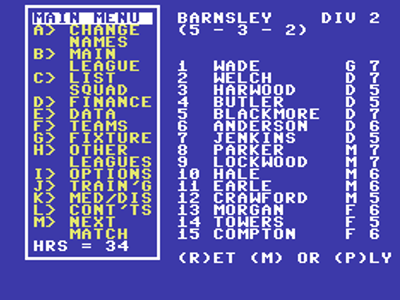 MAIN MENU
A> CHANGE
NAMES
B> MAIN
LEAGUE
C> LIST
SQUAD
D> FINANCE
E> DATA
F> TEAMS
G> FIXTURE
H> OTHER
LEAGUES
I> OPTIONS
J> TRAIN'G
K> MED/DIS
L> CONT'TS
M> NEXT
MATCH
HRS = 34
BARNSLEY DIV 2
(5 - 3 - 2)
1 WADE G 7
2 WELCH D 7
3 HARWOOD D 5
4 BUTLER D 5
5 BLACKMORE D 7
6 ANDERSON D 6
7 JENKINS D 5
8 PARKER M 7
9 LOCKWOOD M 7
10 HALE M 6
11 EARLE M 6
12 CRAWFORD M 5
13 MORGAN F 6
14 TOWERS F 5
15 COMPTON F 6
(R)ET (M) OR (P)LY